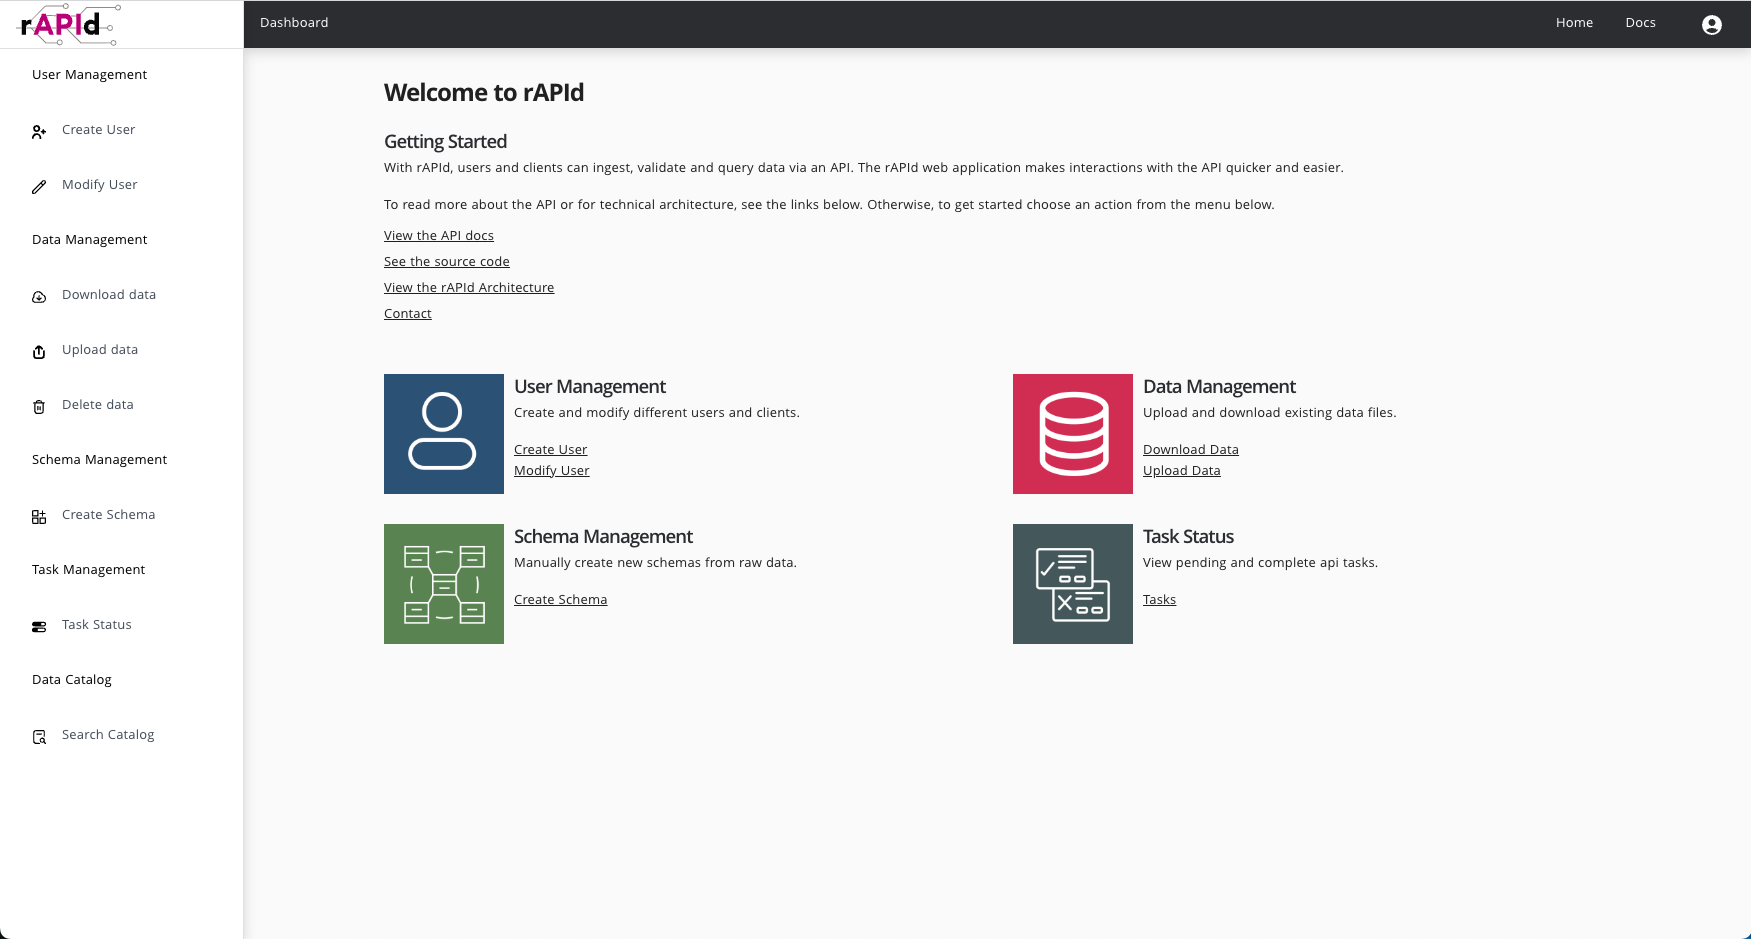 rAPId
Dashboard
Home
Docs
User Management
Create User
Modify User
Data Management
Download data
Upload data
Delete data
Schema Management
Create Schema
Task Management
Task Status
Data Catalog
Search Catalog
Welcome to rAPId
Getting Started
With rAPId, users and clients can ingest, validate and query data via an API. The rAPId web application makes interactions with the API quicker and easier.
To read more about the API or for technical architecture, see the links below. Otherwise, to get started choose an action from the menu below.
View the API docs
See the source code
View the rAPId Architecture
Contact
User Management
Create and modify different users and clients.
Create User
Modify User
Data Management
Upload and download existing data files.
Download Data
Upload Data
Schema Management
Manually create new schemas from raw data.
Create Schema
Task Status
View pending and complete api tasks.
Tasks